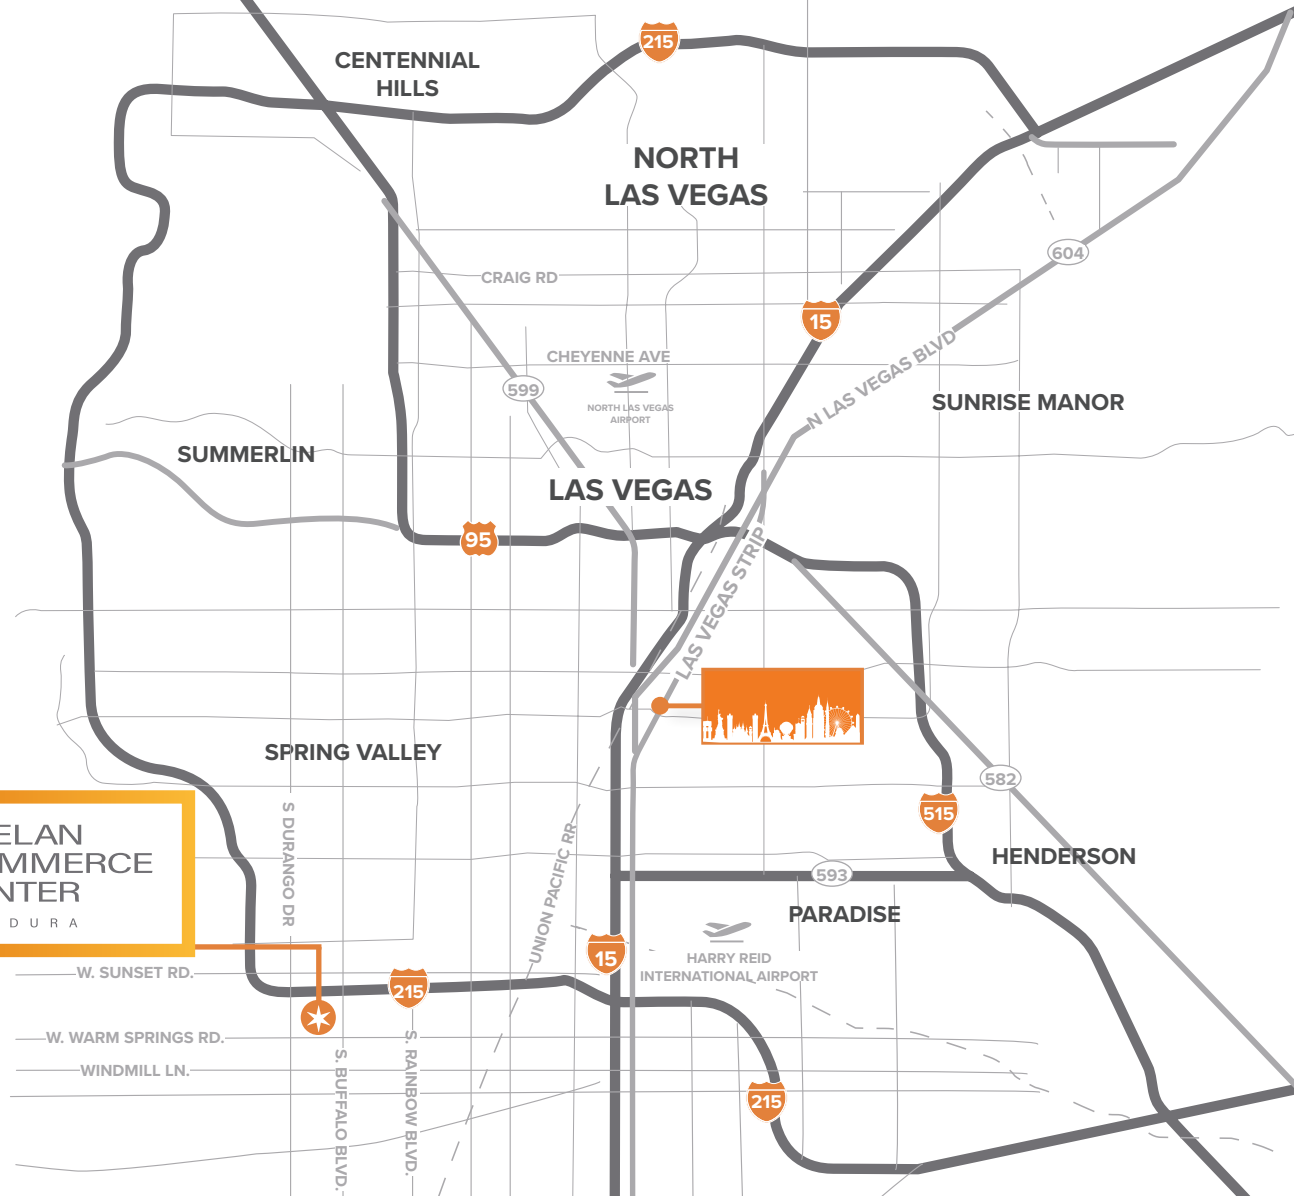 215
CENTENNIAL
HILLS
NORTH
LAS VEGAS
604
CRAIG RD
15
N LAS VEGAS BLVD
CHEYENNE AVE
599
NORTH LAS VEGAS
AIRPORT
SUNRISE MANOR
SUMMERLIN
LAS VEGAS
95
LAS VEGAS STRIP
SPRING VALLEY
582
515
S DURANGO DR
ELAN
MMERCE
NTER
DURA
UNION PACIFIC RR
HENDERSON
593
PARADISE
15
HARRY REID
INTERNATIONAL AIRPORT
W. SUNSET RD.
215
W. WARM SPRINGS RD.
WINDMILL LN.
S. BUFFALO BLVD.
S. RAINBOW BLVD.
215